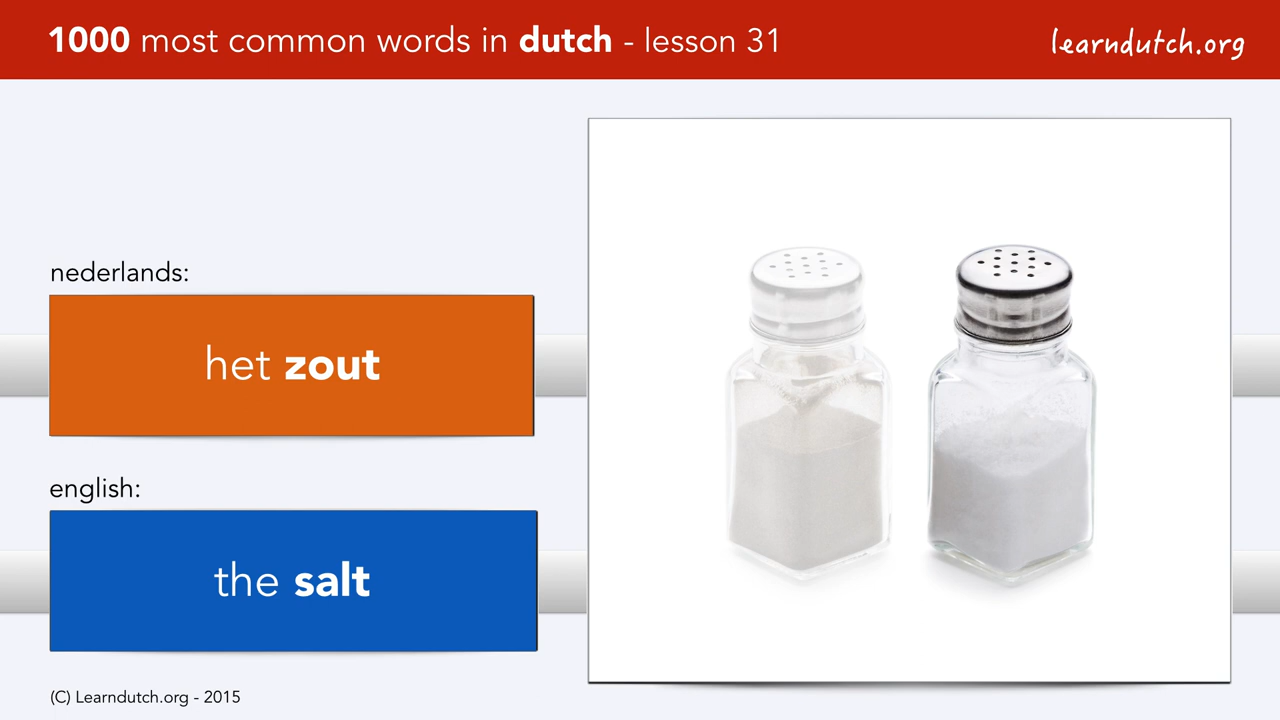 1000 most common words in dutch - lesson 31
learndutch.org
nederlands:
het zout
english:
the salt
(C) Learndutch.org - 2015